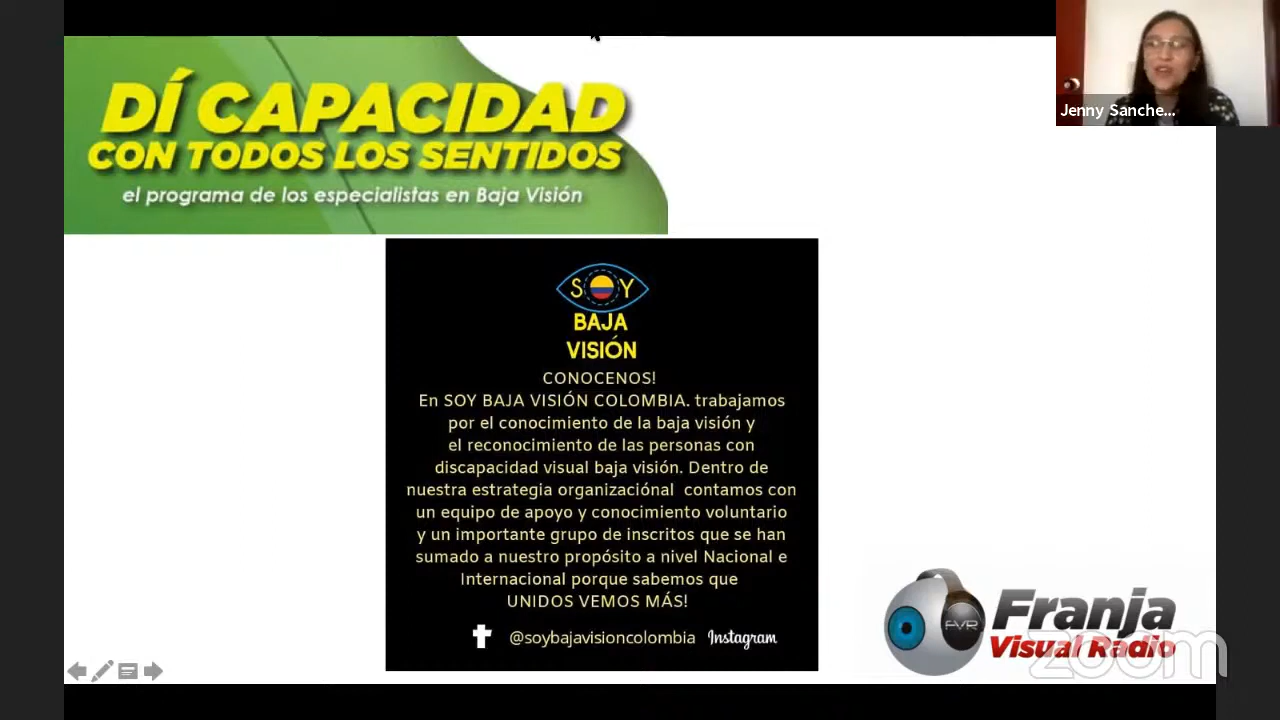 DÍ CAPACIDAD
CON TODOS LOS SENTIDOS
el programa de los especialistas en Baja Visión
Jenny Sanche...
SOY
BAJA
VISIÓN
CONOCENOS!
En SOY BAJA VISIÓN COLOMBIA. trabajamos
por el conocimiento de la baja visión y
el reconocimiento de las personas con
discapacidad visual baja visión. Dentro de
nuestra estrategia organizaciónal contamos con
un equipo de apoyo y conocimiento voluntario
y un importante grupo de inscritos que se han
sumado a nuestro propósito a nivel Nacional e
Internacional porque sabemos que
UNIDOS VEMOS MÁS!
@soybajavisioncolombia Instagram
FVR
Franja
Visual Radio
zoom